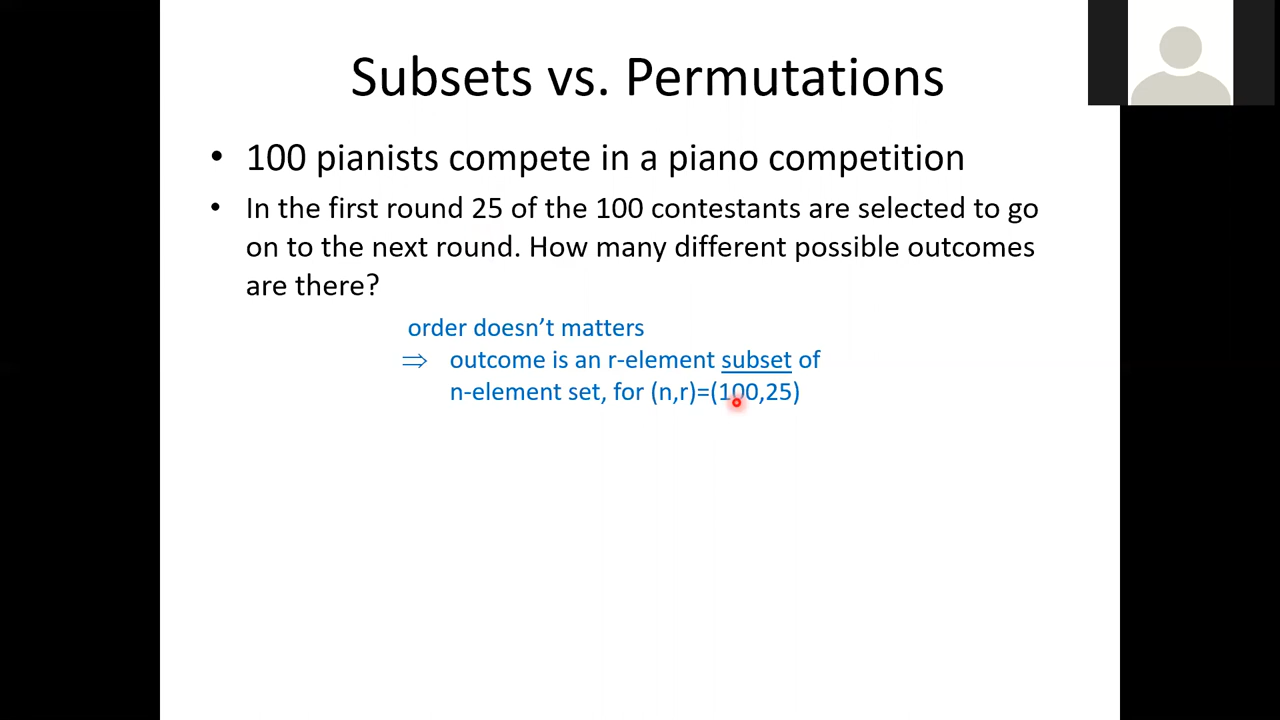 Subsets vs. Permutations
• 100 pianists compete in a piano competition
• In the first round 25 of the 100 contestants are selected to go
on to the next round. How many different possible outcomes
are there?
order doesn’t matters
⇒ outcome is an r-element subset of
n-element set, for (n,r)=(100,25)